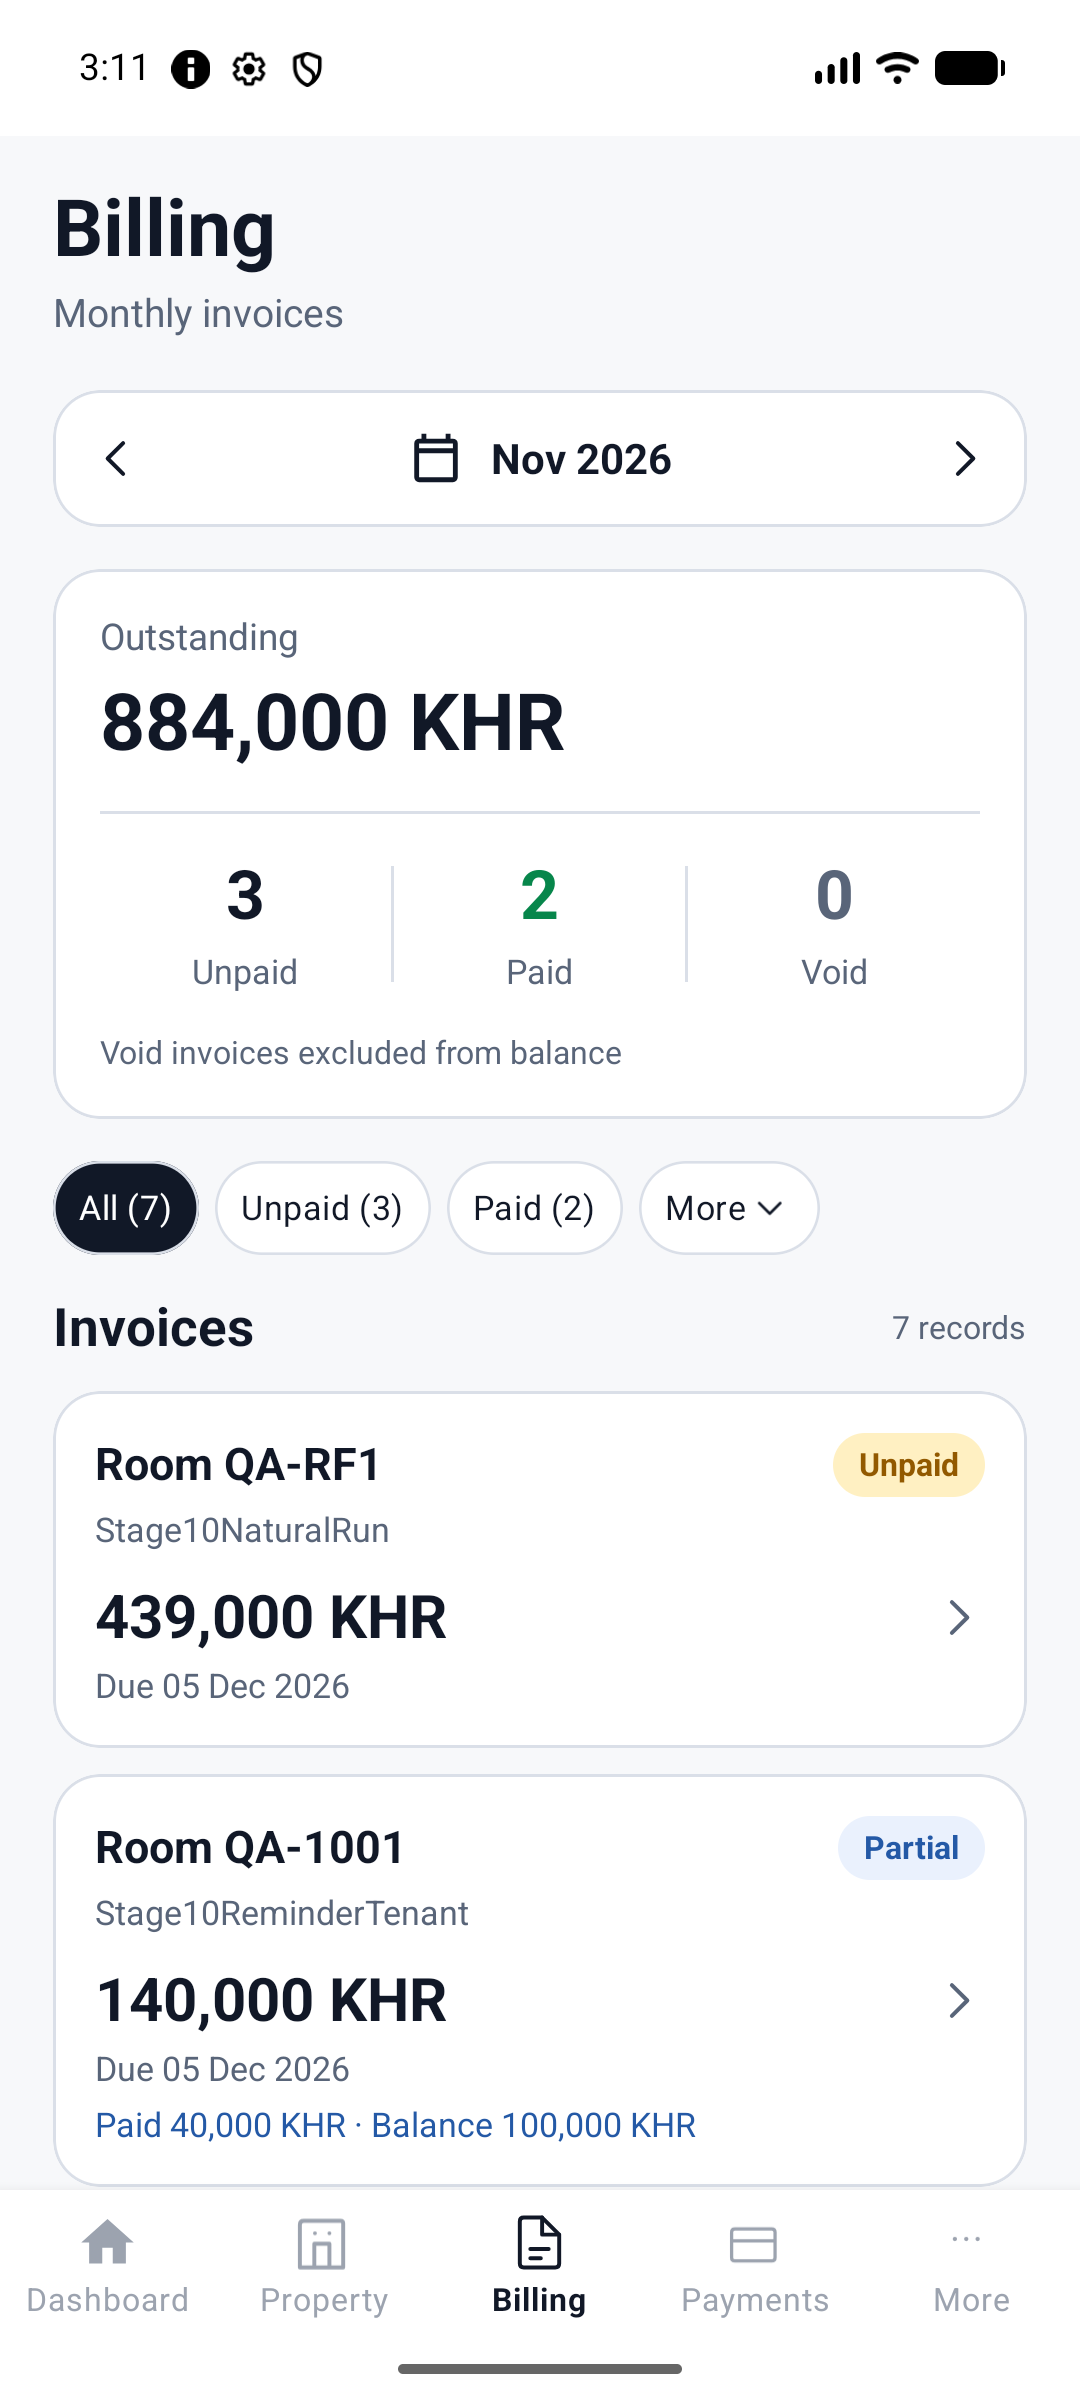 3:11
Billing
Monthly invoices
Nov 2026
Outstanding
884,000 KHR
3
Unpaid
2
Paid
0
Void
Void invoices excluded from balance
All (7)
Unpaid (3)
Paid (2)
More
Invoices
7 records
Room QA-RF1
Unpaid
Stage10NaturalRun
439,000 KHR
Due 05 Dec 2026
Room QA-1001
Partial
Stage10ReminderTenant
140,000 KHR
Due 05 Dec 2026
Paid 40,000 KHR · Balance 100,000 KHR
Dashboard
Property
Billing
Payments
More